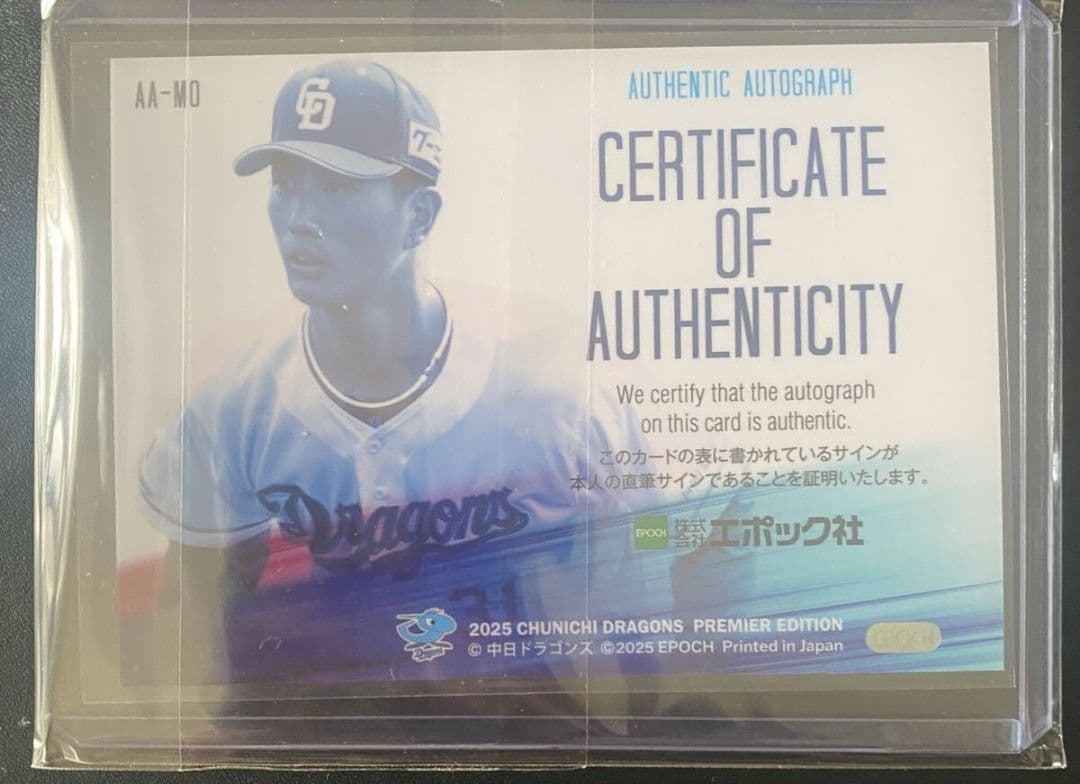 AA-MO
CD
AUTHENTIC AUTOGRAPH
CERTIFICATE
OF
AUTHENTICITY
We certify that the autograph
on this card is authentic.
このカードの表に書かれているサインが
本人の直筆サインであることを証明いたします。
EPOCH 株式会社エポック社
Dragons
31
2025 CHUNICHI DRAGONS PREMIER EDITION
© 中日ドラゴンズ ©2025 EPOCH Printed in Japan
epoch